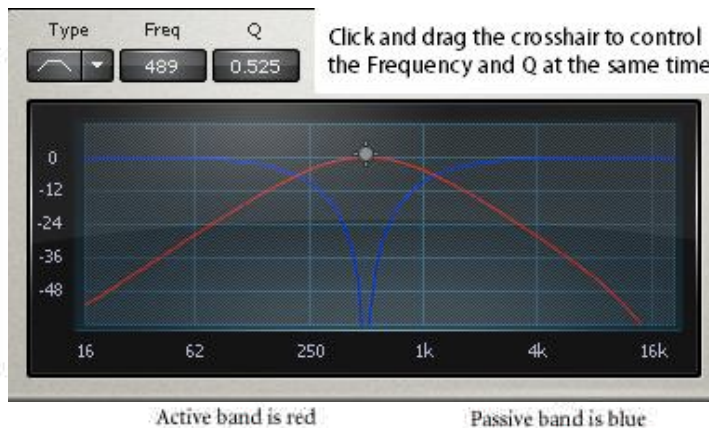 Type Freq Q
489 0.525
Click and drag the crosshair to control
the Frequency and Q at the same time
0
-12
-24
-36
-48
16 62 250 1k 4k 16k
Active band is red Passive band is blue